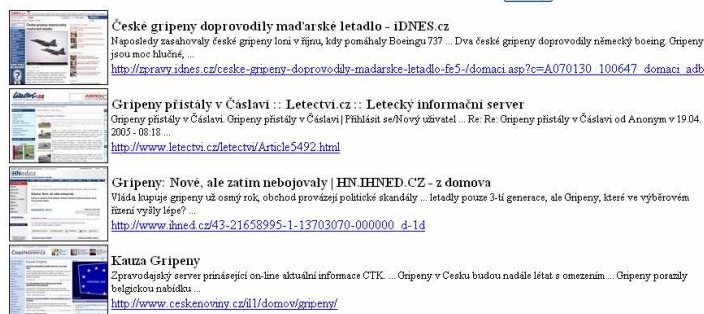 České gripeny doprovodily maďarské letadlo - iDNES.cz
Naposledy zasahovaly české gripeny loni v říjnu, kdy pomáhaly Boeingu 737 ... Dva české gripeny doprovodily německý boeing. Gripeny
jsou moc hlučné, ...
http://zpravy.idnes.cz/ceske-gripeny-doprovodily-madarske-letadlo-fe5-/domaci.asp?c=A070130_100647_domaci_adb
Gripeny přistály v Čáslavi :: Letectvi.cz :: Letecký informační server
Gripeny přistály v Čáslavi. Gripeny přistály v Čáslavi | Přihlásit se/Nový uživatel ... Re: Re: Gripeny přistály v Čáslavi od Anonym v 19.04.
2005 - 08:18 ...
http://www.letectvi.cz/letectvi/Article5492.html
Gripeny: Nové, ale zatím nebojovaly | HN.IHNED.CZ - z domova
Vláda kupuje gripeny už osmý rok, obchod provázejí politické skandály ... letadly pouze 3-tí generace, ale Gripeny, které ve výběrovém
řízení vyšly lépe? ...
http://www.ihned.cz/43-21658995-1-13703070-000000_d-1d
Kauza Gripeny
Zpravodajský server prinásející on-line aktuální informace CTK. ... Gripeny v Cesku budou nadále létat s omezením ... Gripeny porazily
belgickou nabídku ...
http://www.ceskenoviny.cz/il1/domov/gripeny/